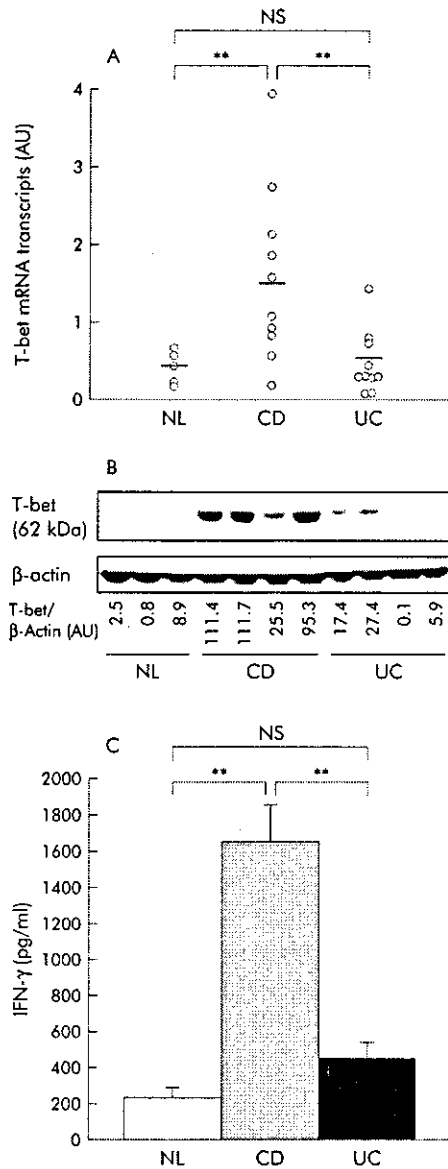 NS
A
** **
4
3
2
1
0
T-bet mRNA transcripts (AU)
NL CD UC
B
T-bet
(62 kDa)
β-actin
T-bet/
β-Actin (AU)
2.5 0.8 8.9 111.4 111.7 25.5 95.3 17.4 27.4 0.1 5.9
NL CD UC
C
NS
** **
2000
1800
1600
1400
1200
1000
800
600
400
200
0
IFN-γ (pg/ml)
NL CD UC